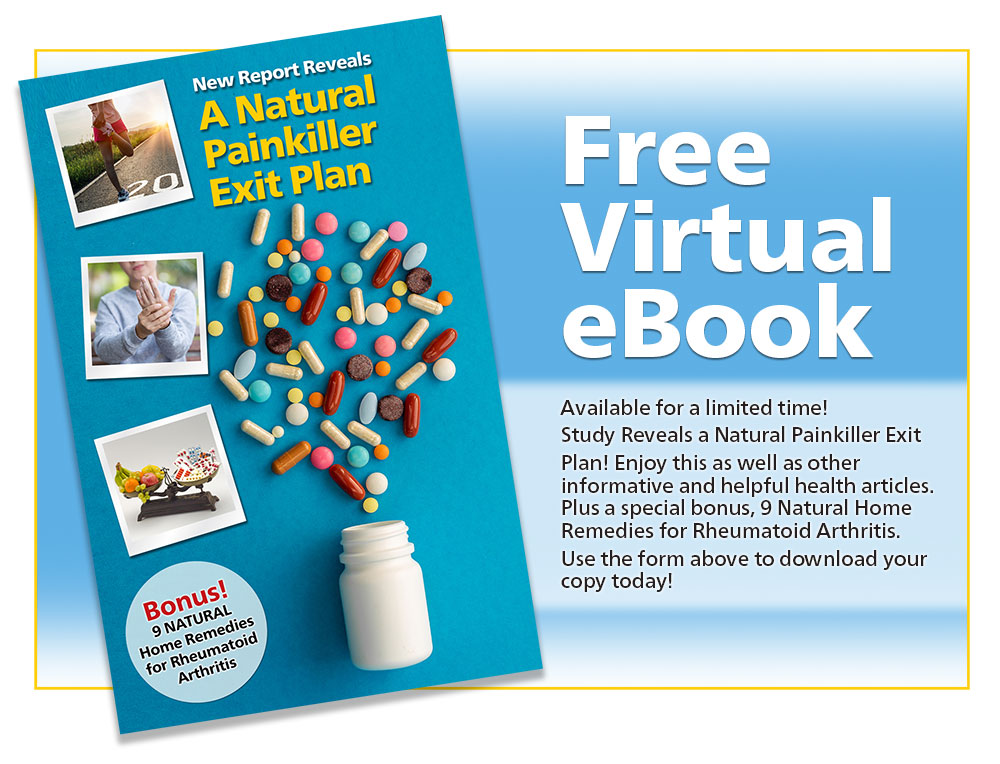 New Report Reveals
A Natural
Painkiller
Exit Plan
20
Bonus!
9 NATURAL
Home Remedies
for Rheumatoid
Arthritis
Free
Virtual
eBook
Available for a limited time!
Study Reveals a Natural Painkiller Exit
Plan! Enjoy this as well as other
informative and helpful health articles.
Plus a special bonus, 9 Natural Home
Remedies for Rheumatoid Arthritis.
Use the form above to download your
copy today!